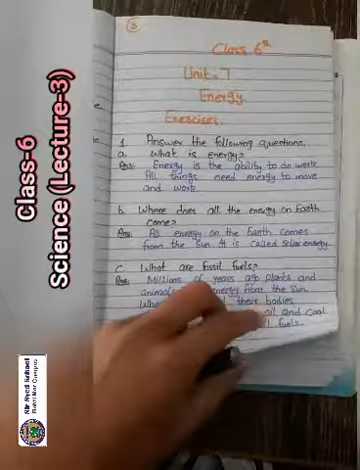 Class-6
Science (Lecture-3)
3
Class 6th
Unit-7
Energy
Exercises
1. Answer the following questions.
a. What is energy?
Ans: Energy is the ability to do work.
All things need energy to move
and work.
b. Where does all the energy on Earth
come?
Ans: All energy on the Earth comes
from the Sun. It is called Solar energy.
C. What are fossil fuels?
Ans: Millions of years ago plants and
animals energy from the Sun.
their bodies
oil and coal
fuels.